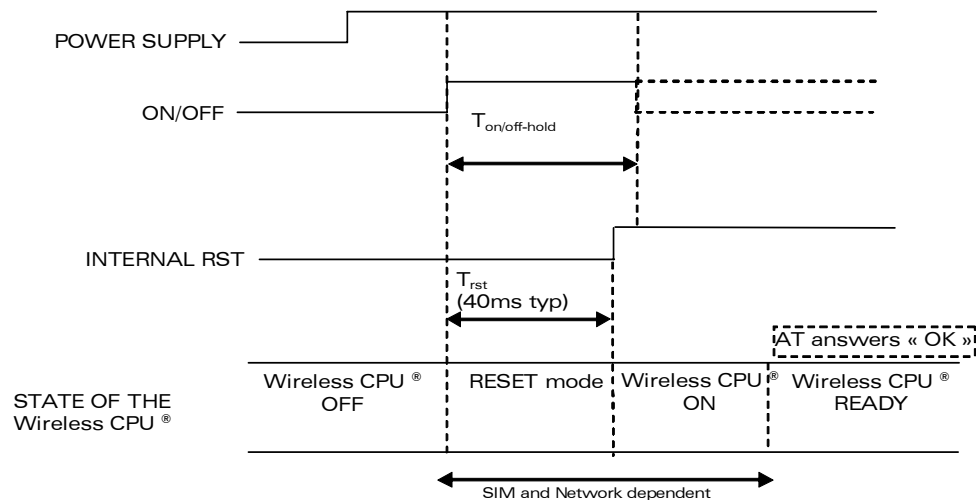 POWER SUPPLY
ON/OFF
Ton/off-hold
INTERNAL RST
Trst
(40ms typ)
AT answers « OK »
STATE OF THE
Wireless CPU ®
Wireless CPU ®
OFF
RESET mode
Wireless CPU ®
ON
Wireless CPU ®
READY
SIM and Network dependent